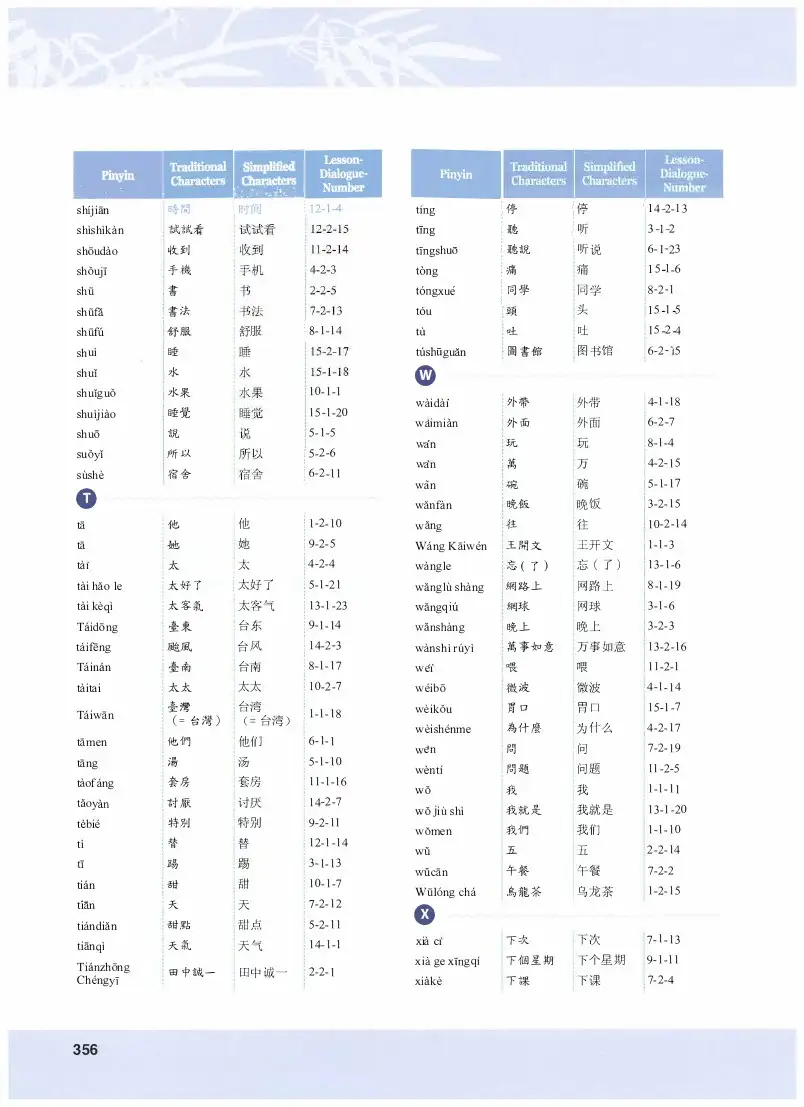 Pinyin Traditional Characters Simplified Characters Lesson-Dialogue-Number
shíjiān 時間 时间 12-1-4
shìshìkàn 試試看 试试看 12-2-15
shōudào 收到 收到 11-2-14
shǒujī 手機 手机 4-2-3
shū 書 书 2-2-5
shūfǎ 書法 书法 7-2-13
shūfú 舒服 舒服 8-1-14
shuì 睡 睡 15-2-17
shuǐ 水 水 15-1-18
shuǐguǒ 水果 水果 10-1-1
shuìjiào 睡覺 睡觉 15-1-20
shuō 說 说 5-1-5
suǒyǐ 所以 所以 5-2-6
sùshè 宿舍 宿舍 6-2-11
T
tā 他 他 1-2-10
tā 她 她 9-2-5
tài 太 太 4-2-4
tài hǎo le 太好了 太好了 5-1-21
tài kèqì 太客氣 太客气 13-1-23
Táidōng 臺東 台东 9-1-14
táifēng 颱風 台风 14-2-3
Táinán 臺南 台南 8-1-17
tàitai 太太 太太 10-2-7
Táiwān 臺灣 (= 台灣) 台湾 (= 台湾) 1-1-18
tāmen 他們 他们 6-1-1
tāng 湯 汤 5-1-10
tàofáng 套房 套房 11-1-16
tǎoyàn 討厭 讨厌 14-2-7
tèbié 特別 特别 9-2-11
tì 替 替 12-1-14
tī 踢 踢 3-1-13
tián 甜 甜 10-1-7
tiān 天 天 7-2-12
tiándiǎn 甜點 甜点 5-2-11
tiānqì 天氣 天气 14-1-1
Tiánzhōng Chéngyī 田中誠一 田中诚一 2-2-1
Pinyin Traditional Characters Simplified Characters Lesson-Dialogue-Number
tíng 停 停 14-2-13
tīng 聽 听 3-1-2
tīngshuō 聽說 听说 6-1-23
tòng 痛 痛 15-1-6
tóngxué 同學 同学 8-2-1
tóu 頭 头 15-1-5
tù 吐 吐 15-2-4
túshūguǎn 圖書館 图书馆 6-2-15
W
wàidài 外帶 外带 4-1-18
wàimiàn 外面 外面 6-2-7
wán 玩 玩 8-1-4
wàn 萬 万 4-2-15
wǎn 碗 碗 5-1-17
wǎnfàn 晚飯 晚饭 3-2-15
wǎng 往 往 10-2-14
Wáng Kāiwén 王開文 王开文 1-1-3
wàngle 忘(了) 忘(了) 13-1-6
wǎnglù shàng 網路上 网路上 8-1-19
wǎngqiú 網球 网球 3-1-6
wǎnshàng 晚上 晚上 3-2-3
wànshì rúyì 萬事如意 万事如意 13-2-16
wéi 喂 喂 11-2-1
wéibō 微波 微波 4-1-14
wèikǒu 胃口 胃口 15-1-7
wèishénme 為什麼 为什么 4-2-17
wèn 問 问 7-2-19
wèntí 問題 问题 11-2-5
wǒ 我 我 1-1-11
wǒ jiù shì 我就是 我就是 13-1-20
wǒmen 我們 我们 1-1-10
wǔ 五 五 2-2-14
wǔcān 午餐 午餐 7-2-2
Wūlóng chá 烏龍茶 乌龙茶 1-2-15
X
xià cì 下次 下次 7-1-13
xià ge xīngqí 下個星期 下个星期 9-1-11
xiàkè 下課 下课 7-2-4
356